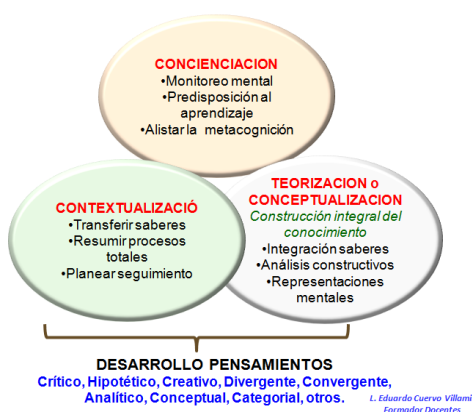 CONCIENCIACION
•Monitoreo mental
•Predisposición al
aprendizaje
•Alistar la metacognición
CONTEXTUALIZACIÓ
•Transferir saberes
•Resumir procesos
totales
•Planear seguimiento
TEORIZACION o
CONCEPTUALIZACION
Construcción integral del
conocimiento
•Integración saberes
•Análisis constructivos
•Representaciones
mentales
DESARROLLO PENSAMIENTOS
Crítico, Hipotético, Creativo, Divergente, Convergente,
Analítico, Conceptual, Categorial, otros.
L. Eduardo Cuervo Villami
Formador Docentes